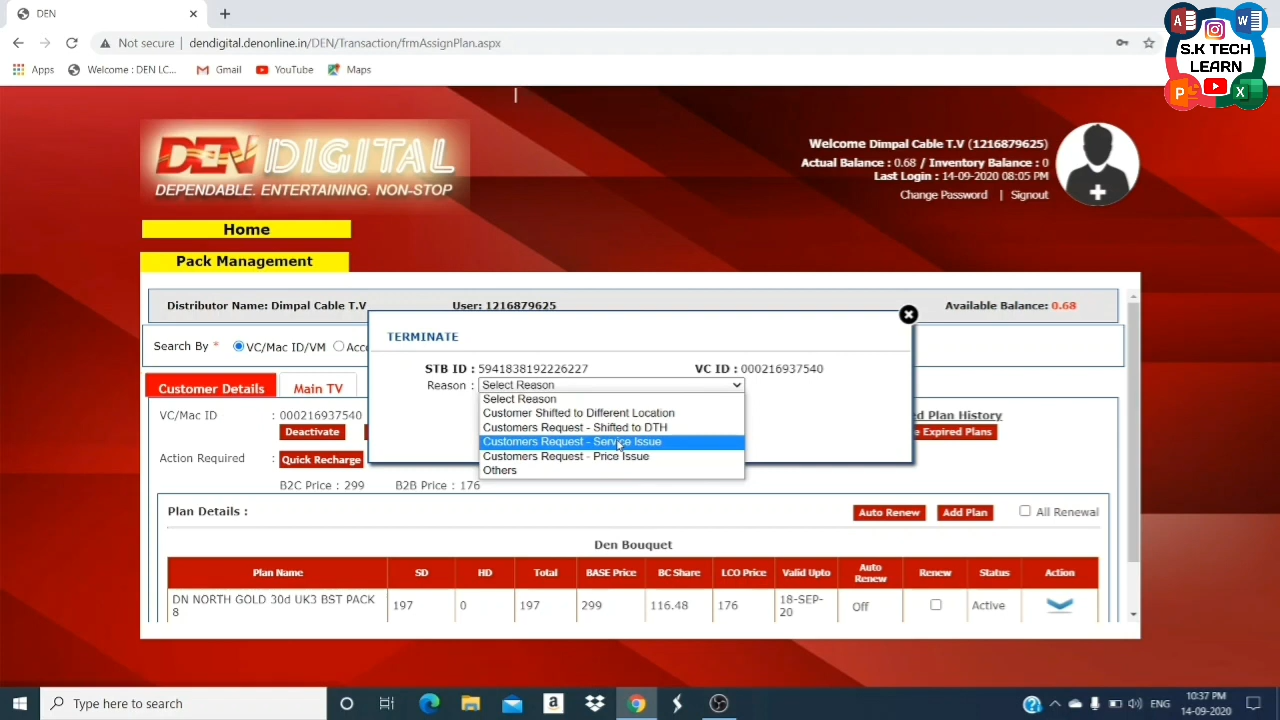 DEN
Not secure | dendigital.denonline.in/DEN/Transaction/frmAssignPlan.aspx
Apps Welcome : DEN LC... Gmail YouTube Maps
S.K TECH
LEARN
DEN DIGITAL
DEPENDABLE. ENTERTAINING. NON-STOP
Welcome Dimpal Cable T.V (1216879625)
Actual Balance : 0.68 / Inventory Balance : 0
Last Login : 14-09-2020 08:05 PM
Change Password | Signout
Home
Pack Management
Distributor Name: Dimpal Cable T.V User: 1216879625 Available Balance: 0.68
Search By * VC/Mac ID/VM Acc
TERMINATE
STB ID : 5941838192226227 VC ID : 000216937540
Reason : Select Reason
Select Reason
Customer Shifted to Different Location
Customers Request - Shifted to DTH
Customers Request - Service Issue
Customers Request - Price Issue
Others
Customer Details Main TV
VC/Mac ID : 000216937540 Plan History
Deactivate Expired Plans
Action Required : Quick Recharge
B2C Price : 299 B2B Price : 176
Plan Details : Auto Renew Add Plan All Renewal
Den Bouquet
Plan Name SD HD Total BASE Price BC Share LCO Price Valid Upto Auto Renew Renew Status Action
DN NORTH GOLD 30d UK3 BST PACK 8 197 0 197 299 116.48 176 18-SEP-20 Off Active
Type here to search
ENG
10:37 PM
14-09-2020